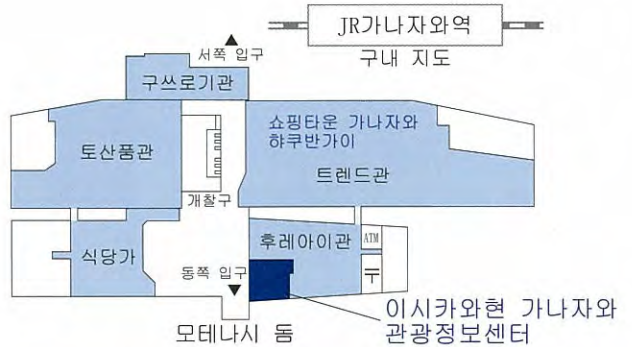 JR가나자와역
구내 지도
서쪽 입구
구쓰로기관
쇼핑타운 가나자와
햐쿠반가이
토산품관
트렌드관
개찰구
후레아이관
ATM
식당가
동쪽 입구
〒
모테나시 돔
이시카와현 가나자와
관광정보센터